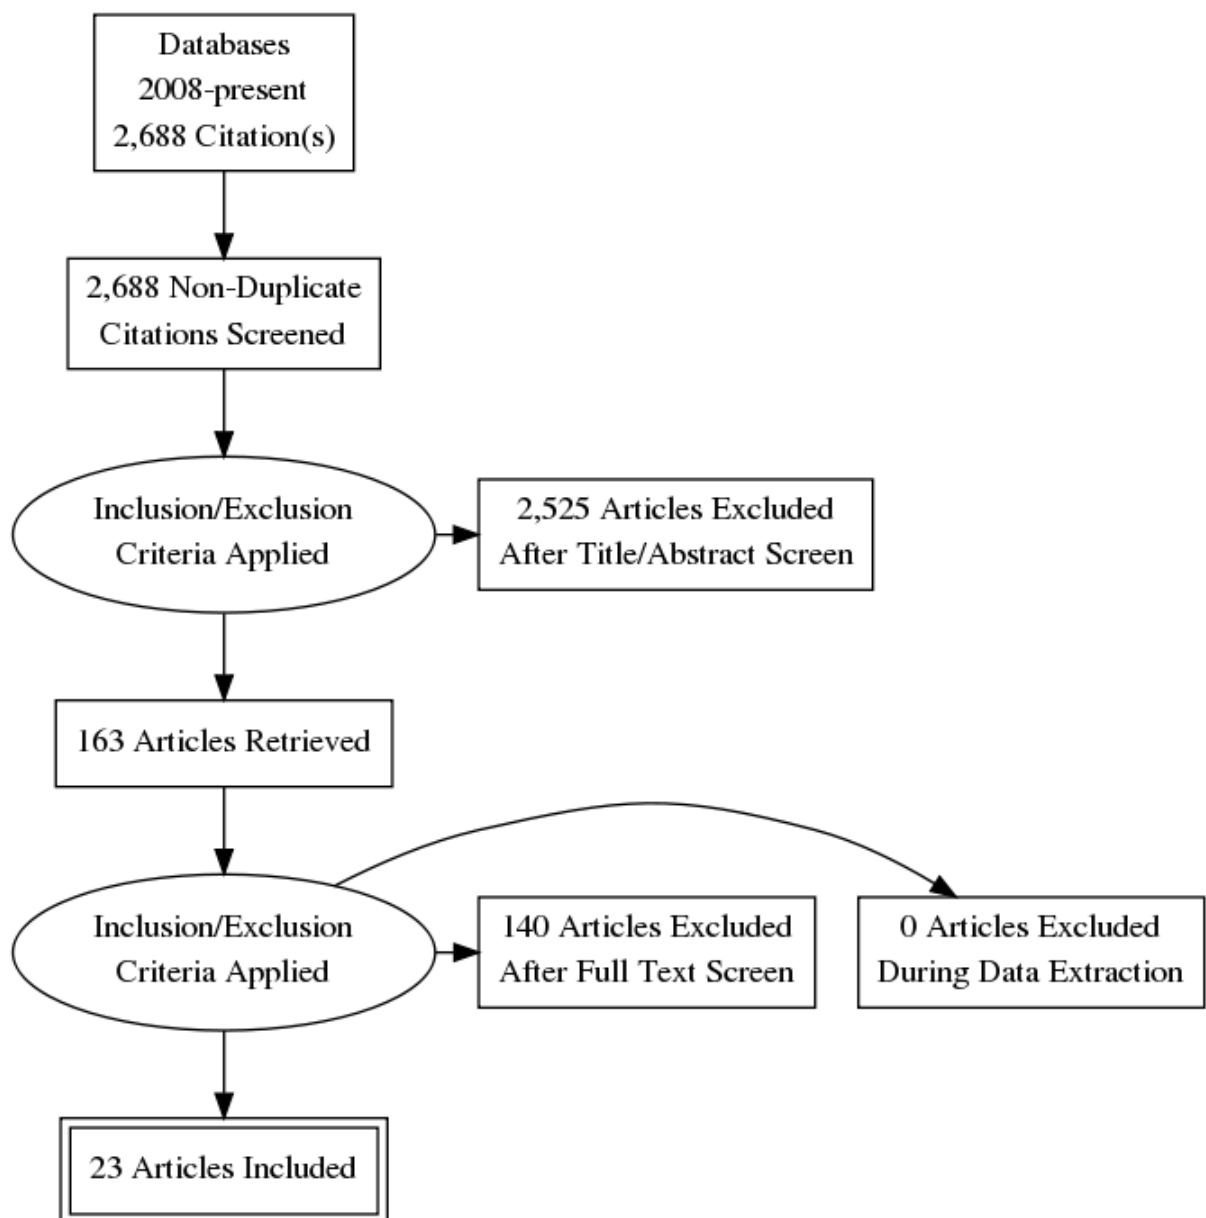 Databases
2008-present
2,688 Citation(s)
2,688 Non-Duplicate
Citations Screened
Inclusion/Exclusion
Criteria Applied
2,525 Articles Excluded
After Title/Abstract Screen
163 Articles Retrieved
Inclusion/Exclusion
Criteria Applied
140 Articles Excluded
After Full Text Screen
0 Articles Excluded
During Data Extraction
23 Articles Included